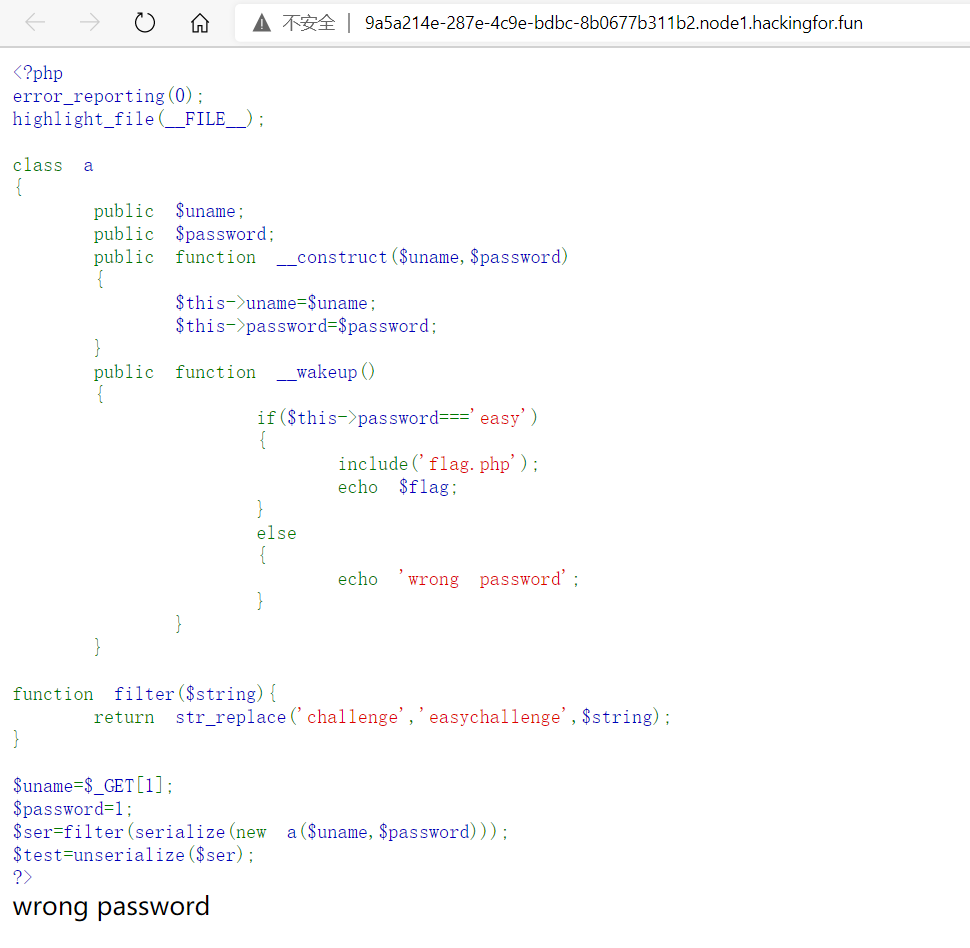 不安全 | 9a5a214e-287e-4c9e-bdbc-8b0677b311b2.node1.hackingfor.fun
<?php
error_reporting(0);
highlight_file(__FILE__);
class a
{
public $uname;
public $password;
public function __construct($uname,$password)
{
$this->uname=$uname;
$this->password=$password;
}
public function __wakeup()
{
if($this->password==='easy')
{
include('flag.php');
echo $flag;
}
else
{
echo 'wrong password';
}
}
}
function filter($string){
return str_replace('challenge','easychallenge',$string);
}
$uname=$_GET[1];
$password=1;
$ser=filter(serialize(new a($uname,$password)));
$test=unserialize($ser);
?>
wrong password